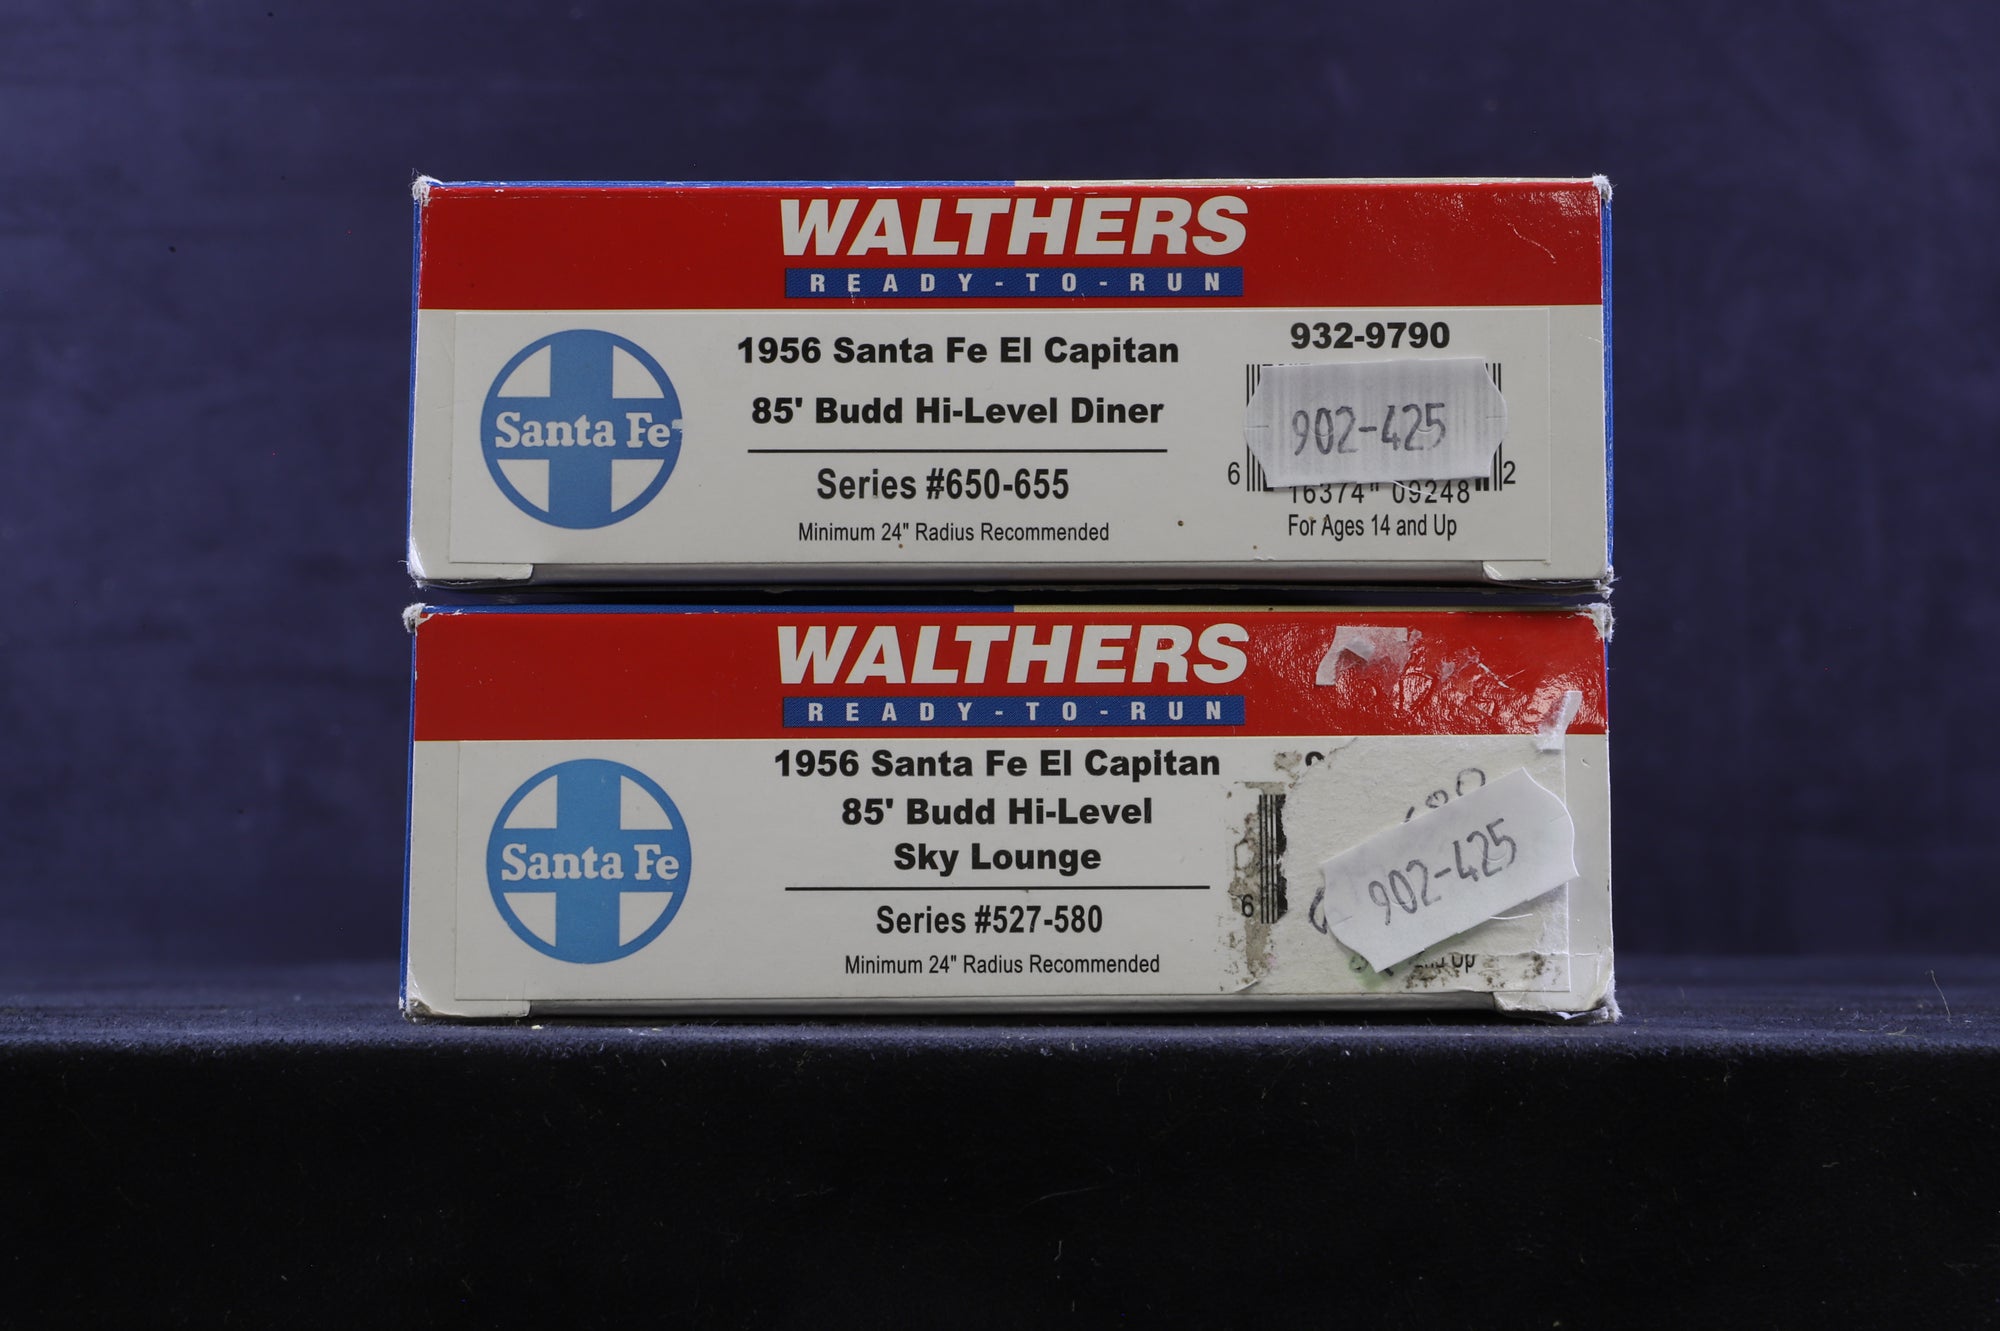 WALTHERS
READY-TO-RUN
Santa Fe
1956 Santa Fe El Capitan
85' Budd Hi-Level Diner
Series #650-655
Minimum 24" Radius Recommended
932-9790
902-425
6 16374 09248 2
For Ages 14 and Up
WALTHERS
READY-TO-RUN
Santa Fe
1956 Santa Fe El Capitan
85' Budd Hi-Level
Sky Lounge
Series #527-580
Minimum 24" Radius Recommended
902-425
6
Up